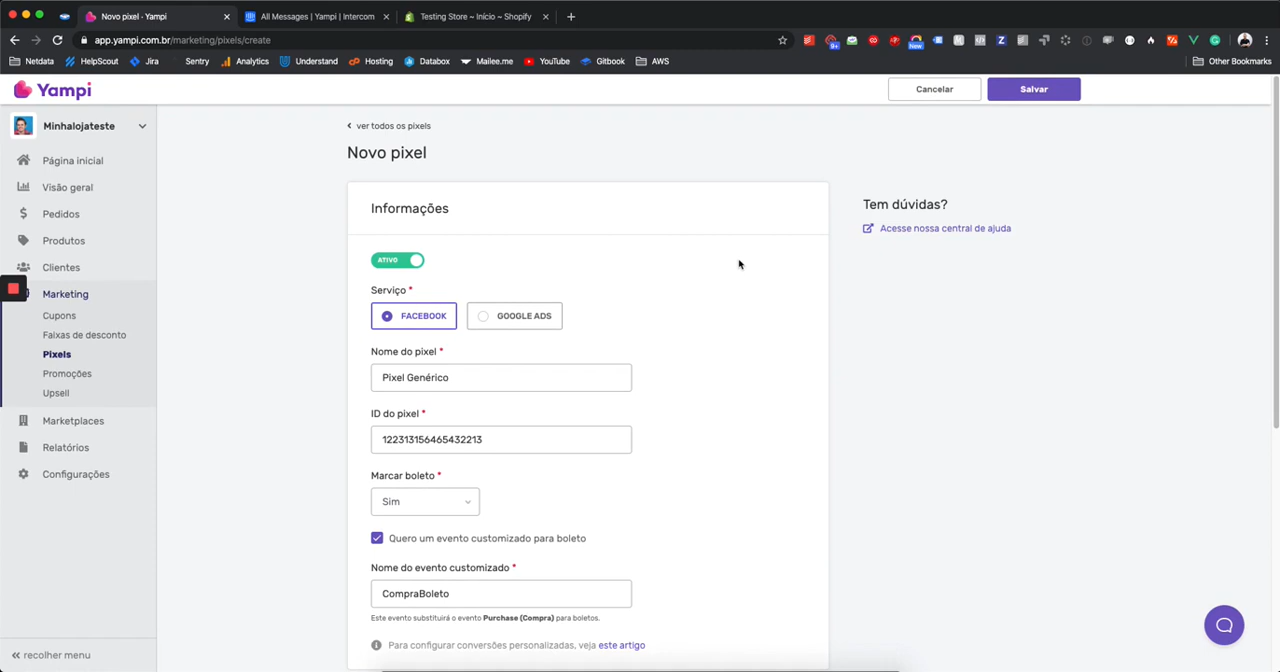 Novo pixel · Yampi
All Messages | Yampi | Intercom
Testing Store ~ Início ~ Shopify
app.yampi.com.br/marketing/pixels/create
9+
New
Netdata
HelpScout
Jira
Sentry
Analytics
Understand
Hosting
Databox
Mailee.me
YouTube
Gitbook
AWS
Other Bookmarks
Yampi
Cancelar
Salvar
Minhalojateste
Página inicial
Visão geral
Pedidos
Produtos
Clientes
Marketing
Cupons
Faixas de desconto
Pixels
Promoções
Upsell
Marketplaces
Relatórios
Configurações
recolher menu
ver todos os pixels
Novo pixel
Informações
ATIVO
Serviço *
FACEBOOK
GOOGLE ADS
Nome do pixel *
Pixel Genérico
ID do pixel *
122313156465432213
Marcar boleto *
Sim
Quero um evento customizado para boleto
Nome do evento customizado *
CompraBoleto
Este evento substituirá o evento Purchase (Compra) para boletos.
Para configurar conversões personalizadas, veja este artigo
Tem dúvidas?
Acesse nossa central de ajuda